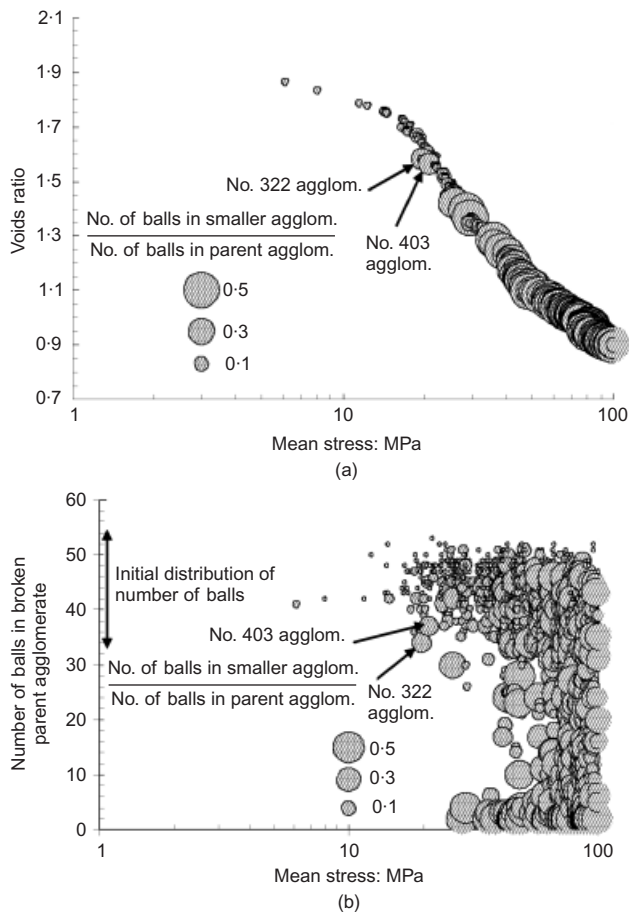 2·1
1·9
1·7
1·5
1·3
1·1
0·9
0·7
Voids ratio
No. 322 agglom.
No. 403
agglom.
No. of balls in smaller agglom.
No. of balls in parent agglom.
0·5
0·3
0·1
1
10
100
Mean stress: MPa
(a)
60
50
40
30
20
10
0
Number of balls in broken
parent agglomerate
Initial distribution of
number of balls
No. 403 agglom.
No. of balls in smaller agglom.
No. of balls in parent agglom.
No. 322
agglom.
0·5
0·3
0·1
1
10
100
Mean stress: MPa
(b)